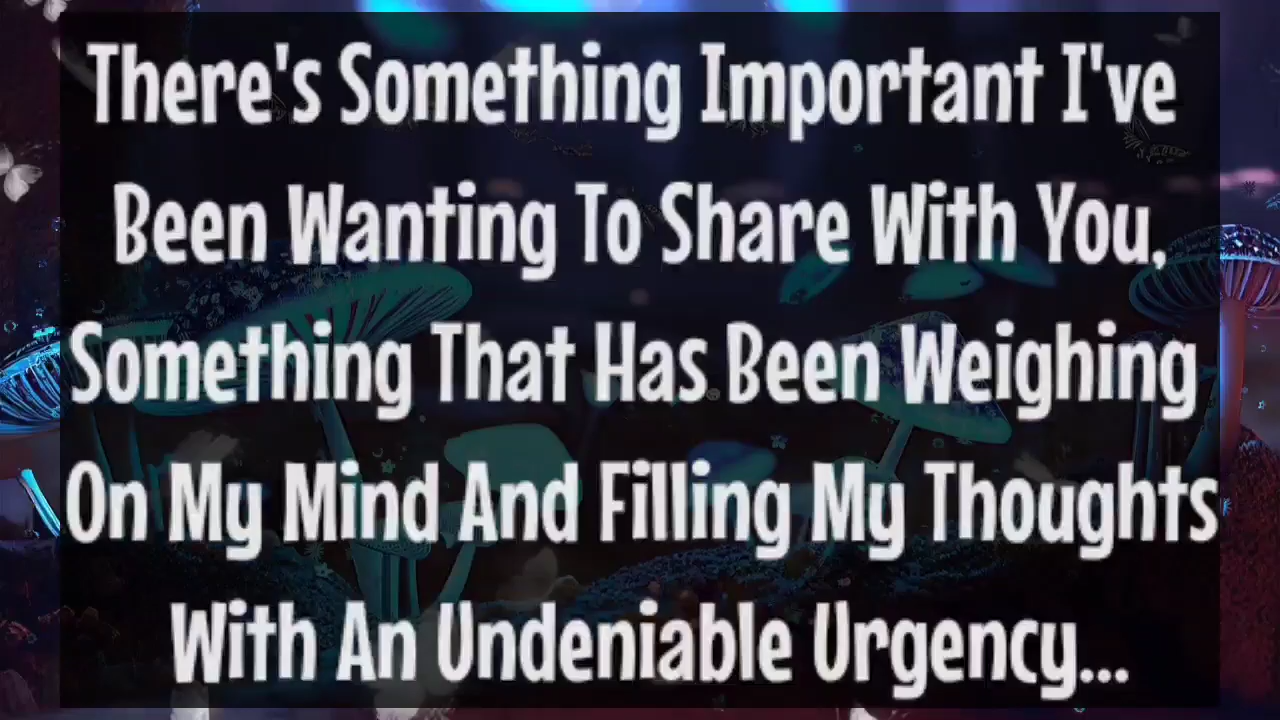 There's Something Important I've
Been Wanting To Share With You,
Something That Has Been Weighing
On My Mind And Filling My Thoughts
With An Undeniable Urgency...